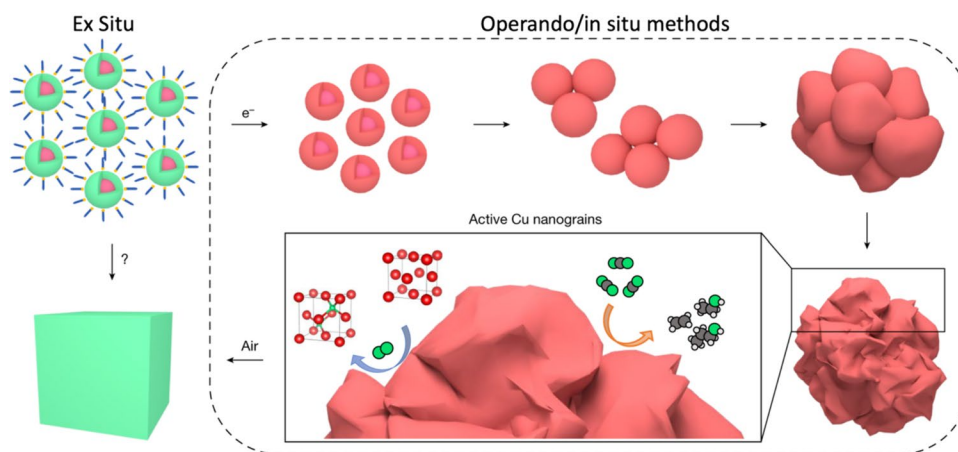 Ex Situ
Operando/in situ methods
e⁻
Active Cu nanograins
?
Air